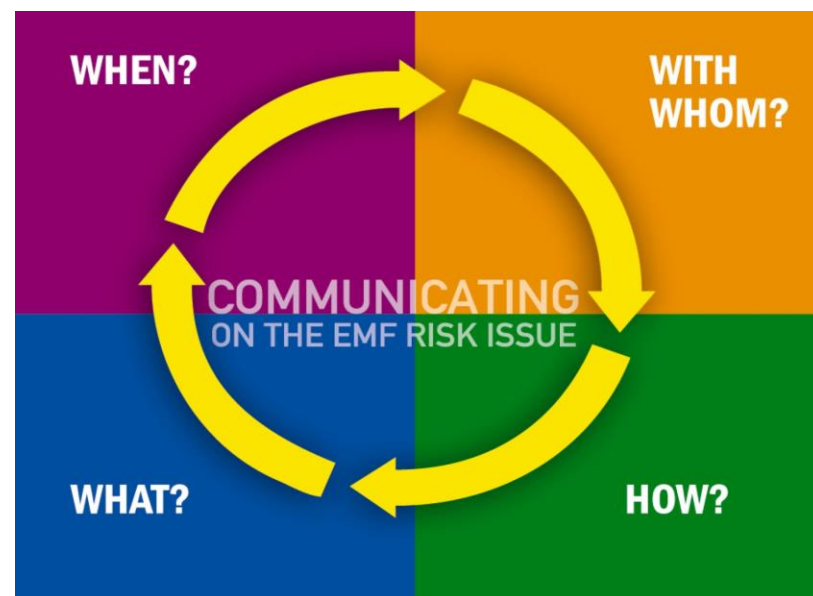 WHEN?
WITH
WHOM?
COMMUNICATING
ON THE EMF RISK ISSUE
WHAT?
HOW?